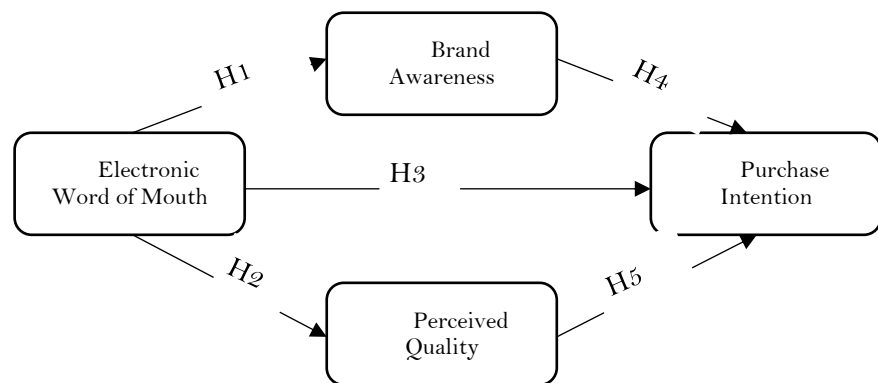 Brand
Awareness
H1
H4
Electronic
Word of Mouth
H3
Purchase
Intention
H2
H5
Perceived
Quality